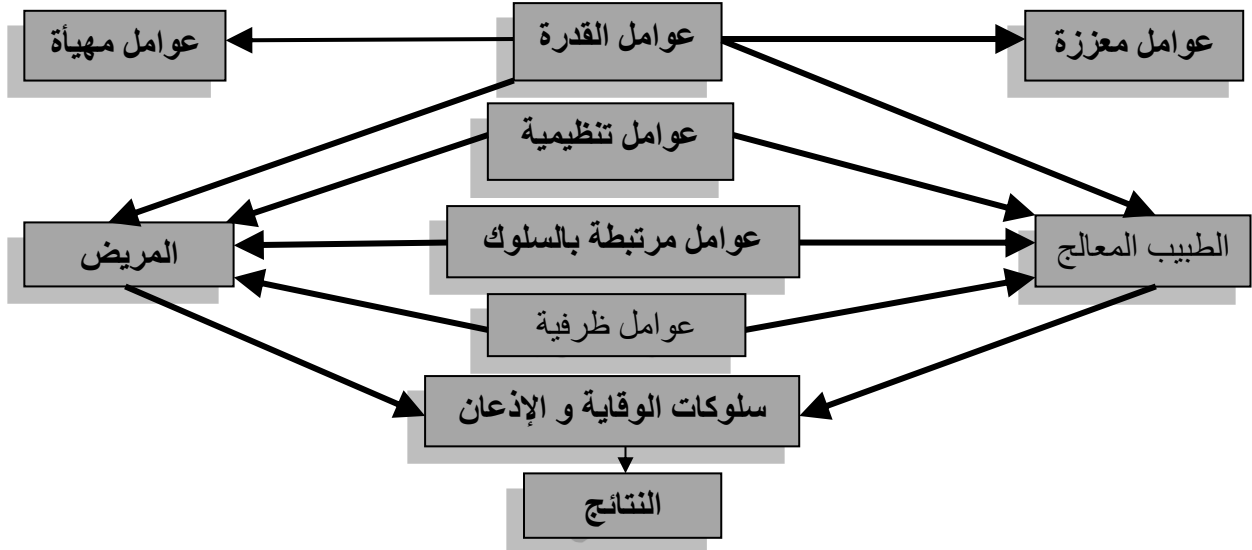 عوامل معززة
عوامل القدرة
عوامل مهيأة
عوامل تنظيمية
الطبيب المعالج
عوامل مرتبطة بالسلوك
المريض
عوامل ظرفية
سلوكات الوقاية و الإذعان
النتائج